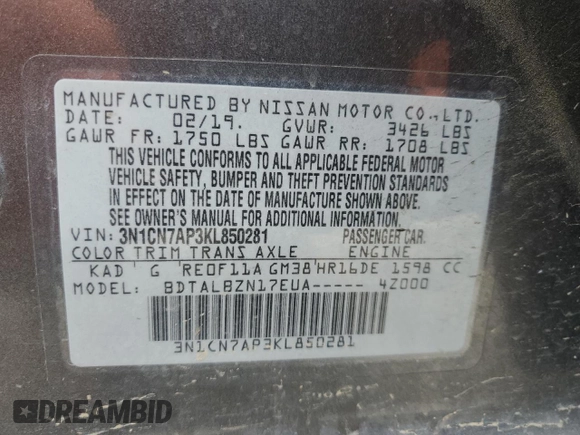 MANUFACTURED BY NISSAN MOTOR CO., LTD.
DATE: 02/19. GVWR: 3426 LBS
GAWR FR: 1750 LBS GAWR RR: 1708 LBS
THIS VEHICLE CONFORMS TO ALL APPLICABLE FEDERAL MOTOR
VEHICLE SAFETY, BUMPER AND THEFT PREVENTION STANDARDS
IN EFFECT ON THE DATE OF MANUFACTURE SHOWN ABOVE.
SEE OWNER'S MANUAL FOR ADDITIONAL INFORMATION.
VIN: 3N1CN7AP3KL850281 PASSENGER CAR.
COLOR TRIM TRANS AXLE ENGINE
KAD G RE0F11A GM38 HR16DE 1598 CC
MODEL: BDTALBZN17EUA----- 4Z000
3N1CN7AP3KL850281
DREAMBID